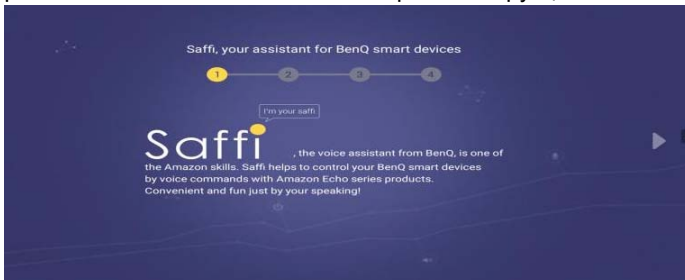 Saffi, your assistant for BenQ smart devices
1 2 3 4
I'm your saffi
Saffi, the voice assistant from BenQ, is one of
the Amazon skills. Saffi helps to control your BenQ smart devices
by voice commands with Amazon Echo series products.
Convenient and fun just by your speaking!